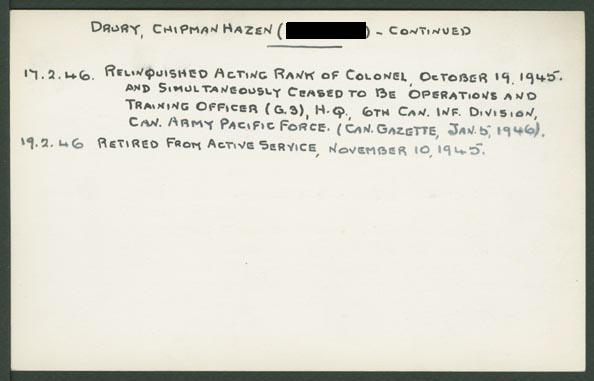 DRURY, CHIPMAN HAZEN ( ) - CONTINUED
17.2.46. RELINQUISHED ACTING RANK OF COLONEL, OCTOBER 19, 1945.
AND SIMULTANEOUSLY CEASED TO BE OPERATIONS AND
TRAINING OFFICER (G.3), H.Q., 6TH CAN. INF. DIVISION,
CAN. ARMY PACIFIC FORCE. (CAN. GAZETTE, JAN. 5, 1946).
19.2.46 RETIRED FROM ACTIVE SERVICE, NOVEMBER 10, 1945.